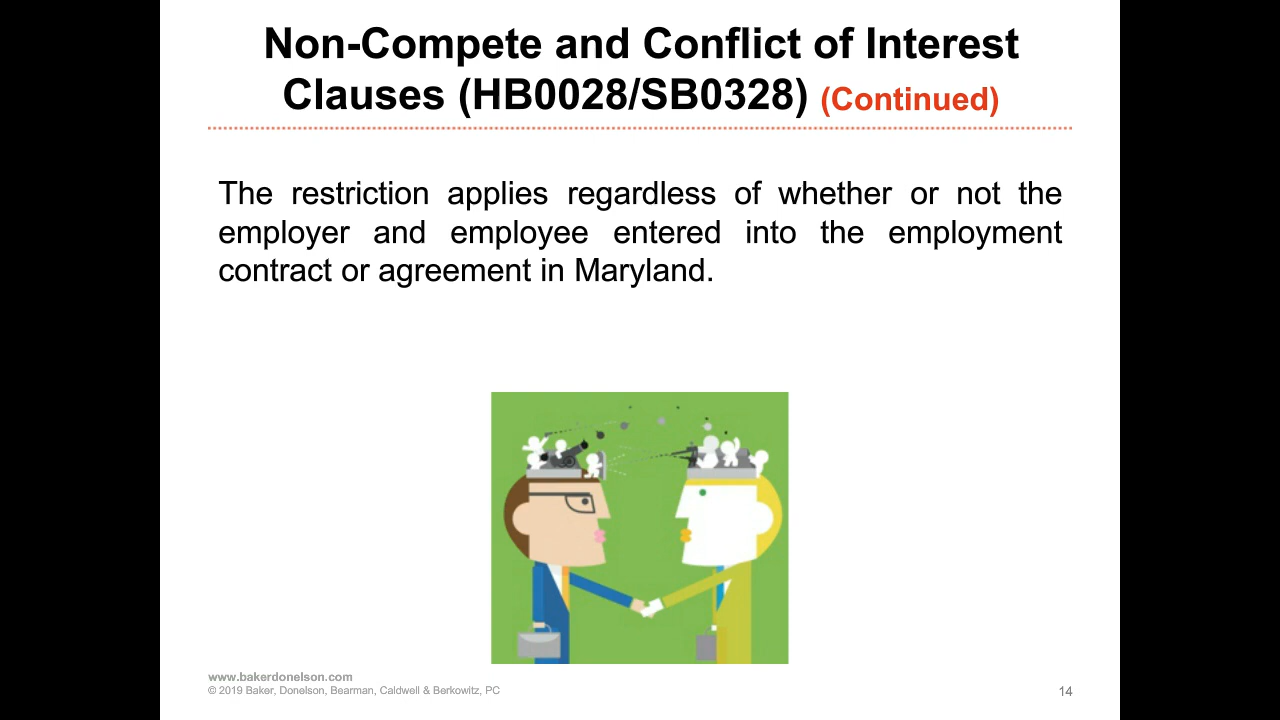 Non-Compete and Conflict of Interest
Clauses (HB0028/SB0328) (Continued)
The restriction applies regardless of whether or not the
employer and employee entered into the employment
contract or agreement in Maryland.
www.bakerdonelson.com
© 2019 Baker, Donelson, Bearman, Caldwell & Berkowitz, PC
14